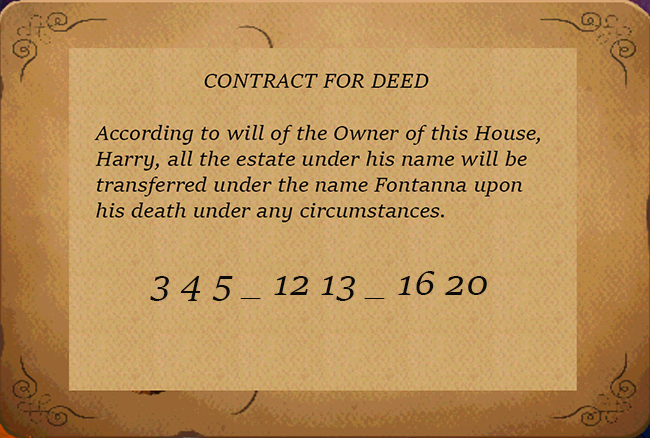 CONTRACT FOR DEED
According to will of the Owner of this House,
Harry, all the estate under his name will be
transferred under the name Fontanna upon
his death under any circumstances.
3 4 5 _ 12 13 _ 16 20